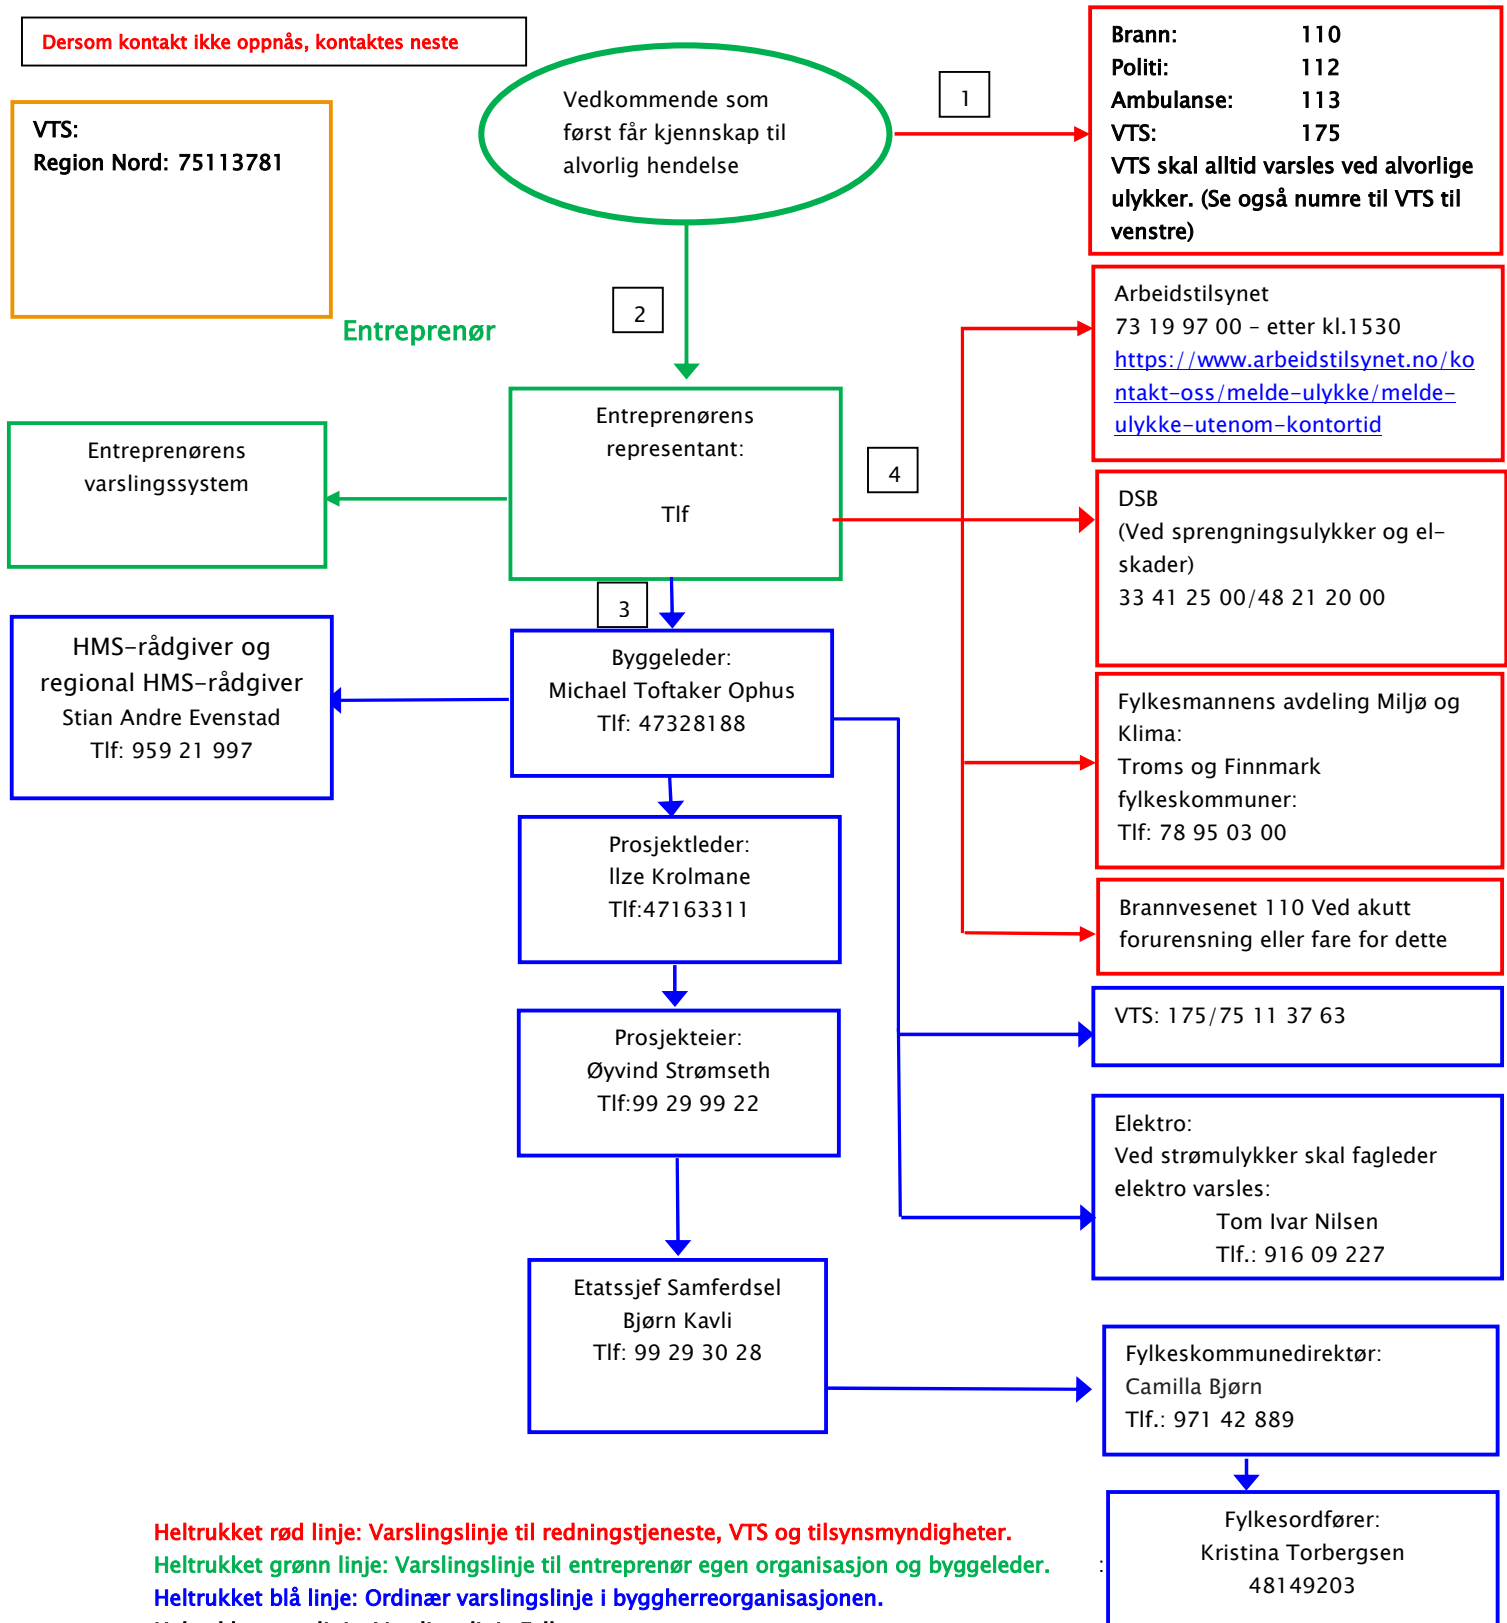 Dersom kontakt ikke oppnås, kontaktes neste
VTS:
Region Nord: 75113781
Vedkommende som
først får kjennskap til
alvorlig hendelse
1
Brann: 110
Politi: 112
Ambulanse: 113
VTS: 175
VTS skal alltid varsles ved alvorlige
ulykker. (Se også numre til VTS til
venstre)
2
Entreprenør
Arbeidstilsynet
73 19 97 00 – etter kl.1530
https://www.arbeidstilsynet.no/ko
ntakt-oss/melde-ulykke/melde-
ulykke-utenom-kontortid
Entreprenørens
varslingssystem
Entreprenørens
representant:
Tlf
4
DSB
(Ved sprengningsulykker og el-
skader)
33 41 25 00/48 21 20 00
3
HMS-rådgiver og
regional HMS-rådgiver
Stian Andre Evenstad
Tlf: 959 21 997
Byggeleder:
Michael Toftaker Ophus
Tlf: 47328188
Fylkesmannens avdeling Miljø og
Klima:
Troms og Finnmark
fylkeskommuner:
Tlf: 78 95 03 00
Prosjektleder:
llze Krolmane
Tlf:47163311
Brannvesenet 110 Ved akutt
forurensning eller fare for dette
Prosjekteier:
Øyvind Strømseth
Tlf:99 29 99 22
VTS: 175/75 11 37 63
Elektro:
Ved strømulykker skal fagleder
elektro varsles:
Tom Ivar Nilsen
Tlf.: 916 09 227
Etatssjef Samferdsel
Bjørn Kavli
Tlf: 99 29 30 28
Fylkeskommunedirektør:
Camilla Bjørn
Tlf.: 971 42 889
Fylkesordfører:
Kristina Torbergsen
48149203
Heltrukket rød linje: Varslingslinje til redningstjeneste, VTS og tilsynsmyndigheter.
Heltrukket grønn linje: Varslingslinje til entreprenør egen organisasjon og byggeleder. :
Heltrukket blå linje: Ordinær varslingslinje i byggherreorganisasjonen.